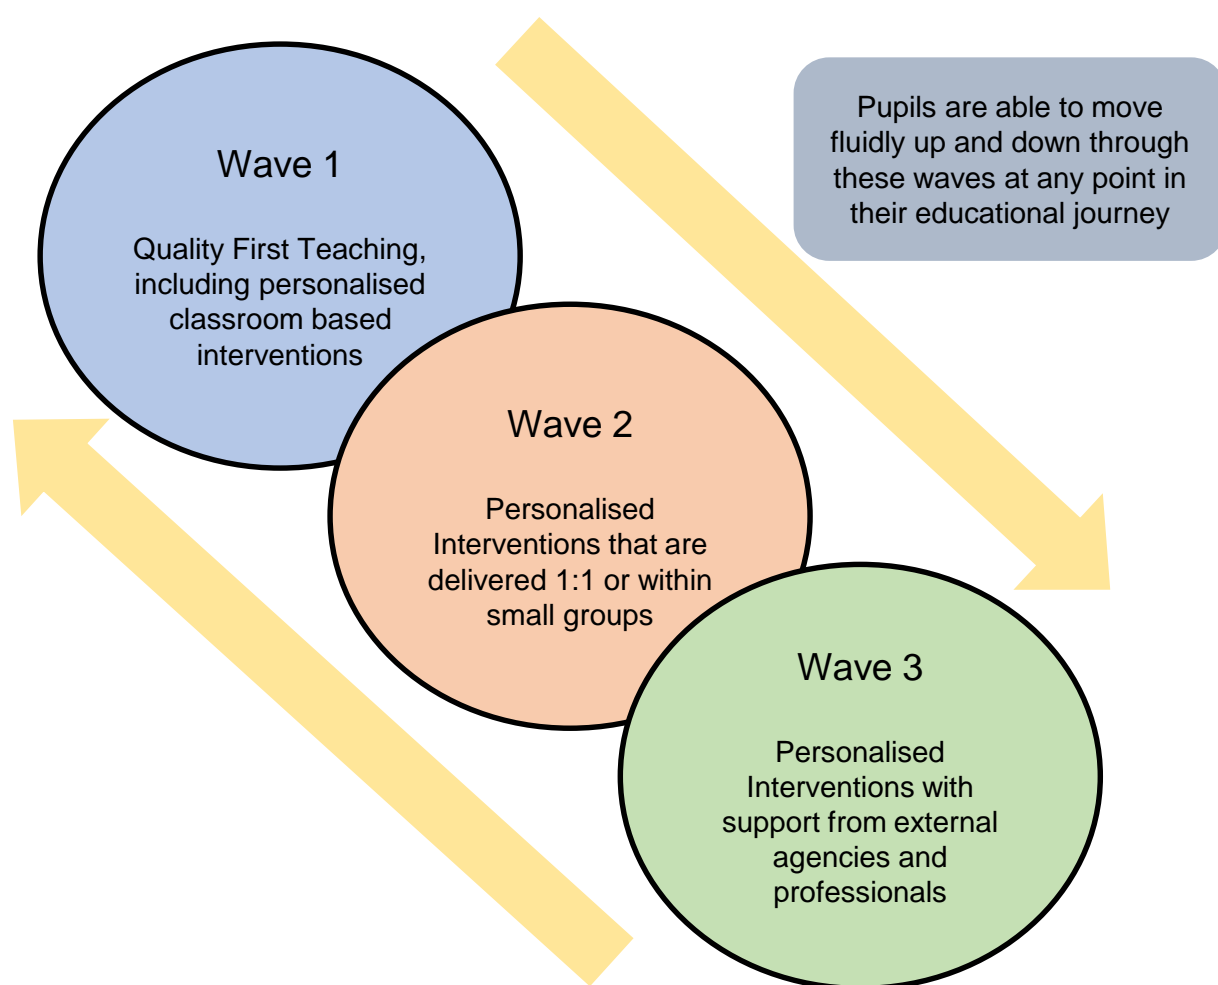 Wave 1
Quality First Teaching,
including personalised
classroom based
interventions
Pupils are able to move
fluidly up and down through
these waves at any point in
their educational journey
Wave 2
Personalised
Interventions that are
delivered 1:1 or within
small groups
Wave 3
Personalised
Interventions with
support from external
agencies and
professionals